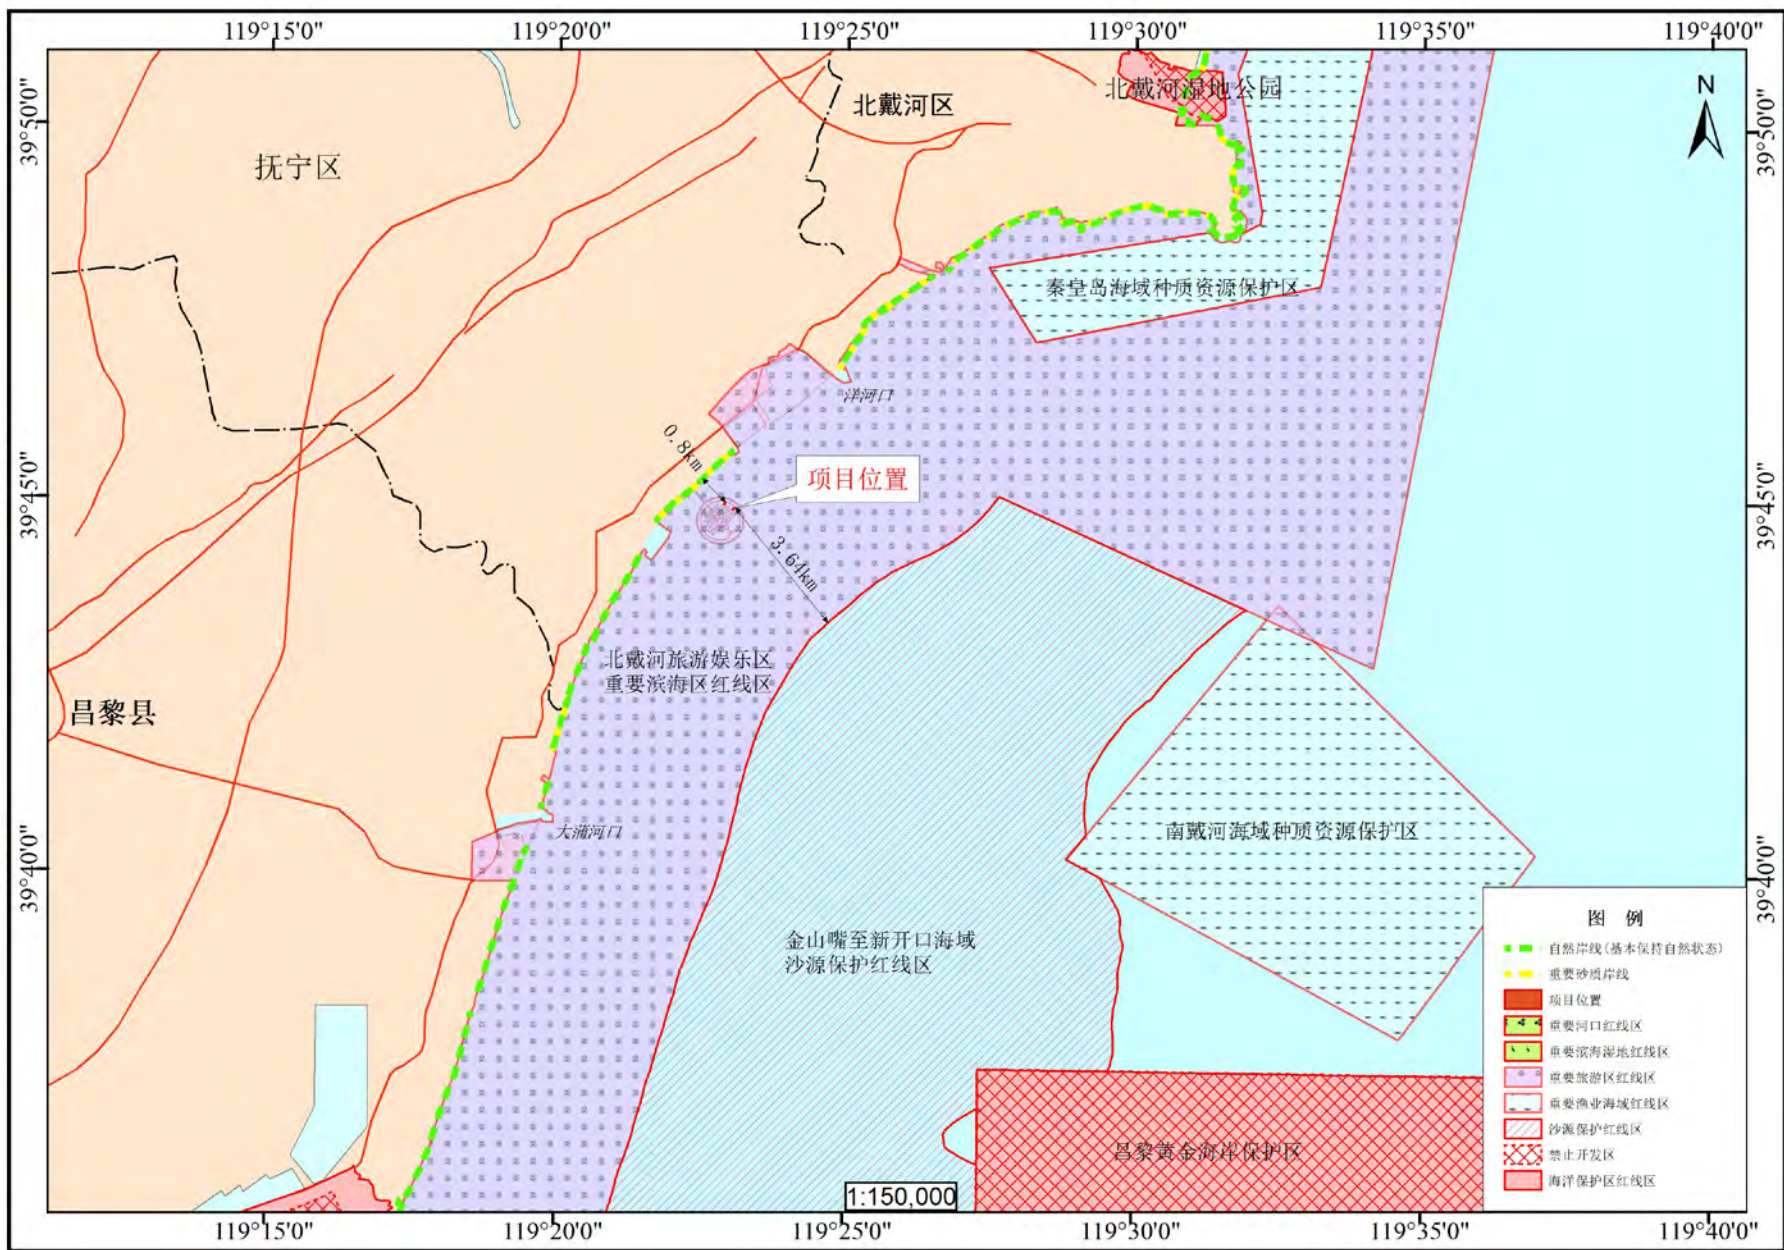 119°15'0"
119°20'0"
119°25'0"
119°30'0"
119°35'0"
119°40'0"
39°50'0"
39°50'0"
N
北戴河湿地公园
北戴河区
抚宁区
秦皇岛海域种质资源保护区
洋河口
0.8km
项目位置
39°45'0"
39°45'0"
3.64km
北戴河旅游娱乐区
重要滨海区红线区
昌黎县
大蒲河口
南戴河海域种质资源保护区
39°40'0"
39°40'0"
金山嘴至新开口海域
沙源保护红线区
昌黎黄金海岸保护区
图 例
自然岸线(基本保持自然状态)
重要砂质岸线
项目位置
重要河口红线区
重要滨海湿地红线区
重要旅游区红线区
重要渔业海域红线区
沙源保护红线区
禁止开发区
海洋保护区红线区
1:150,000
119°15'0"
119°20'0"
119°25'0"
119°30'0"
119°35'0"
119°40'0"